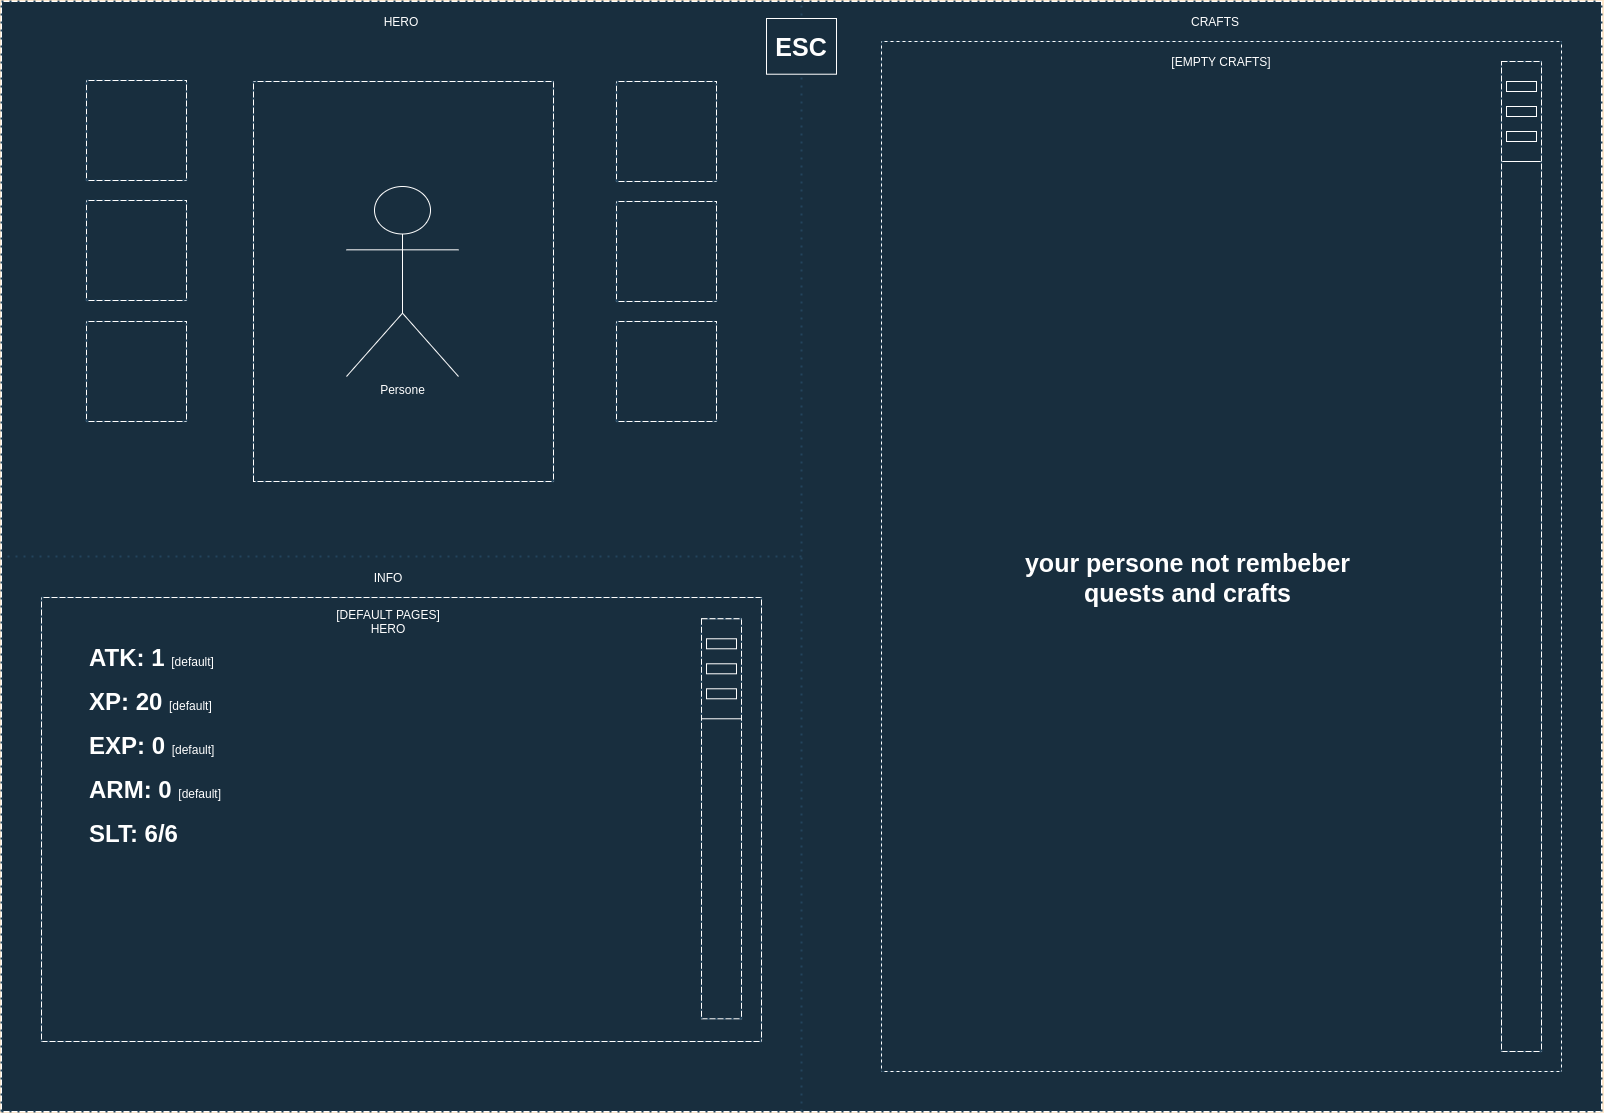 HERO
ESC
CRAFTS
[EMPTY CRAFTS]
Persone
your persone not rembeber
quests and crafts
INFO
[DEFAULT PAGES]
HERO
ATK: 1 [default]
XP: 20 [default]
EXP: 0 [default]
ARM: 0 [default]
SLT: 6/6